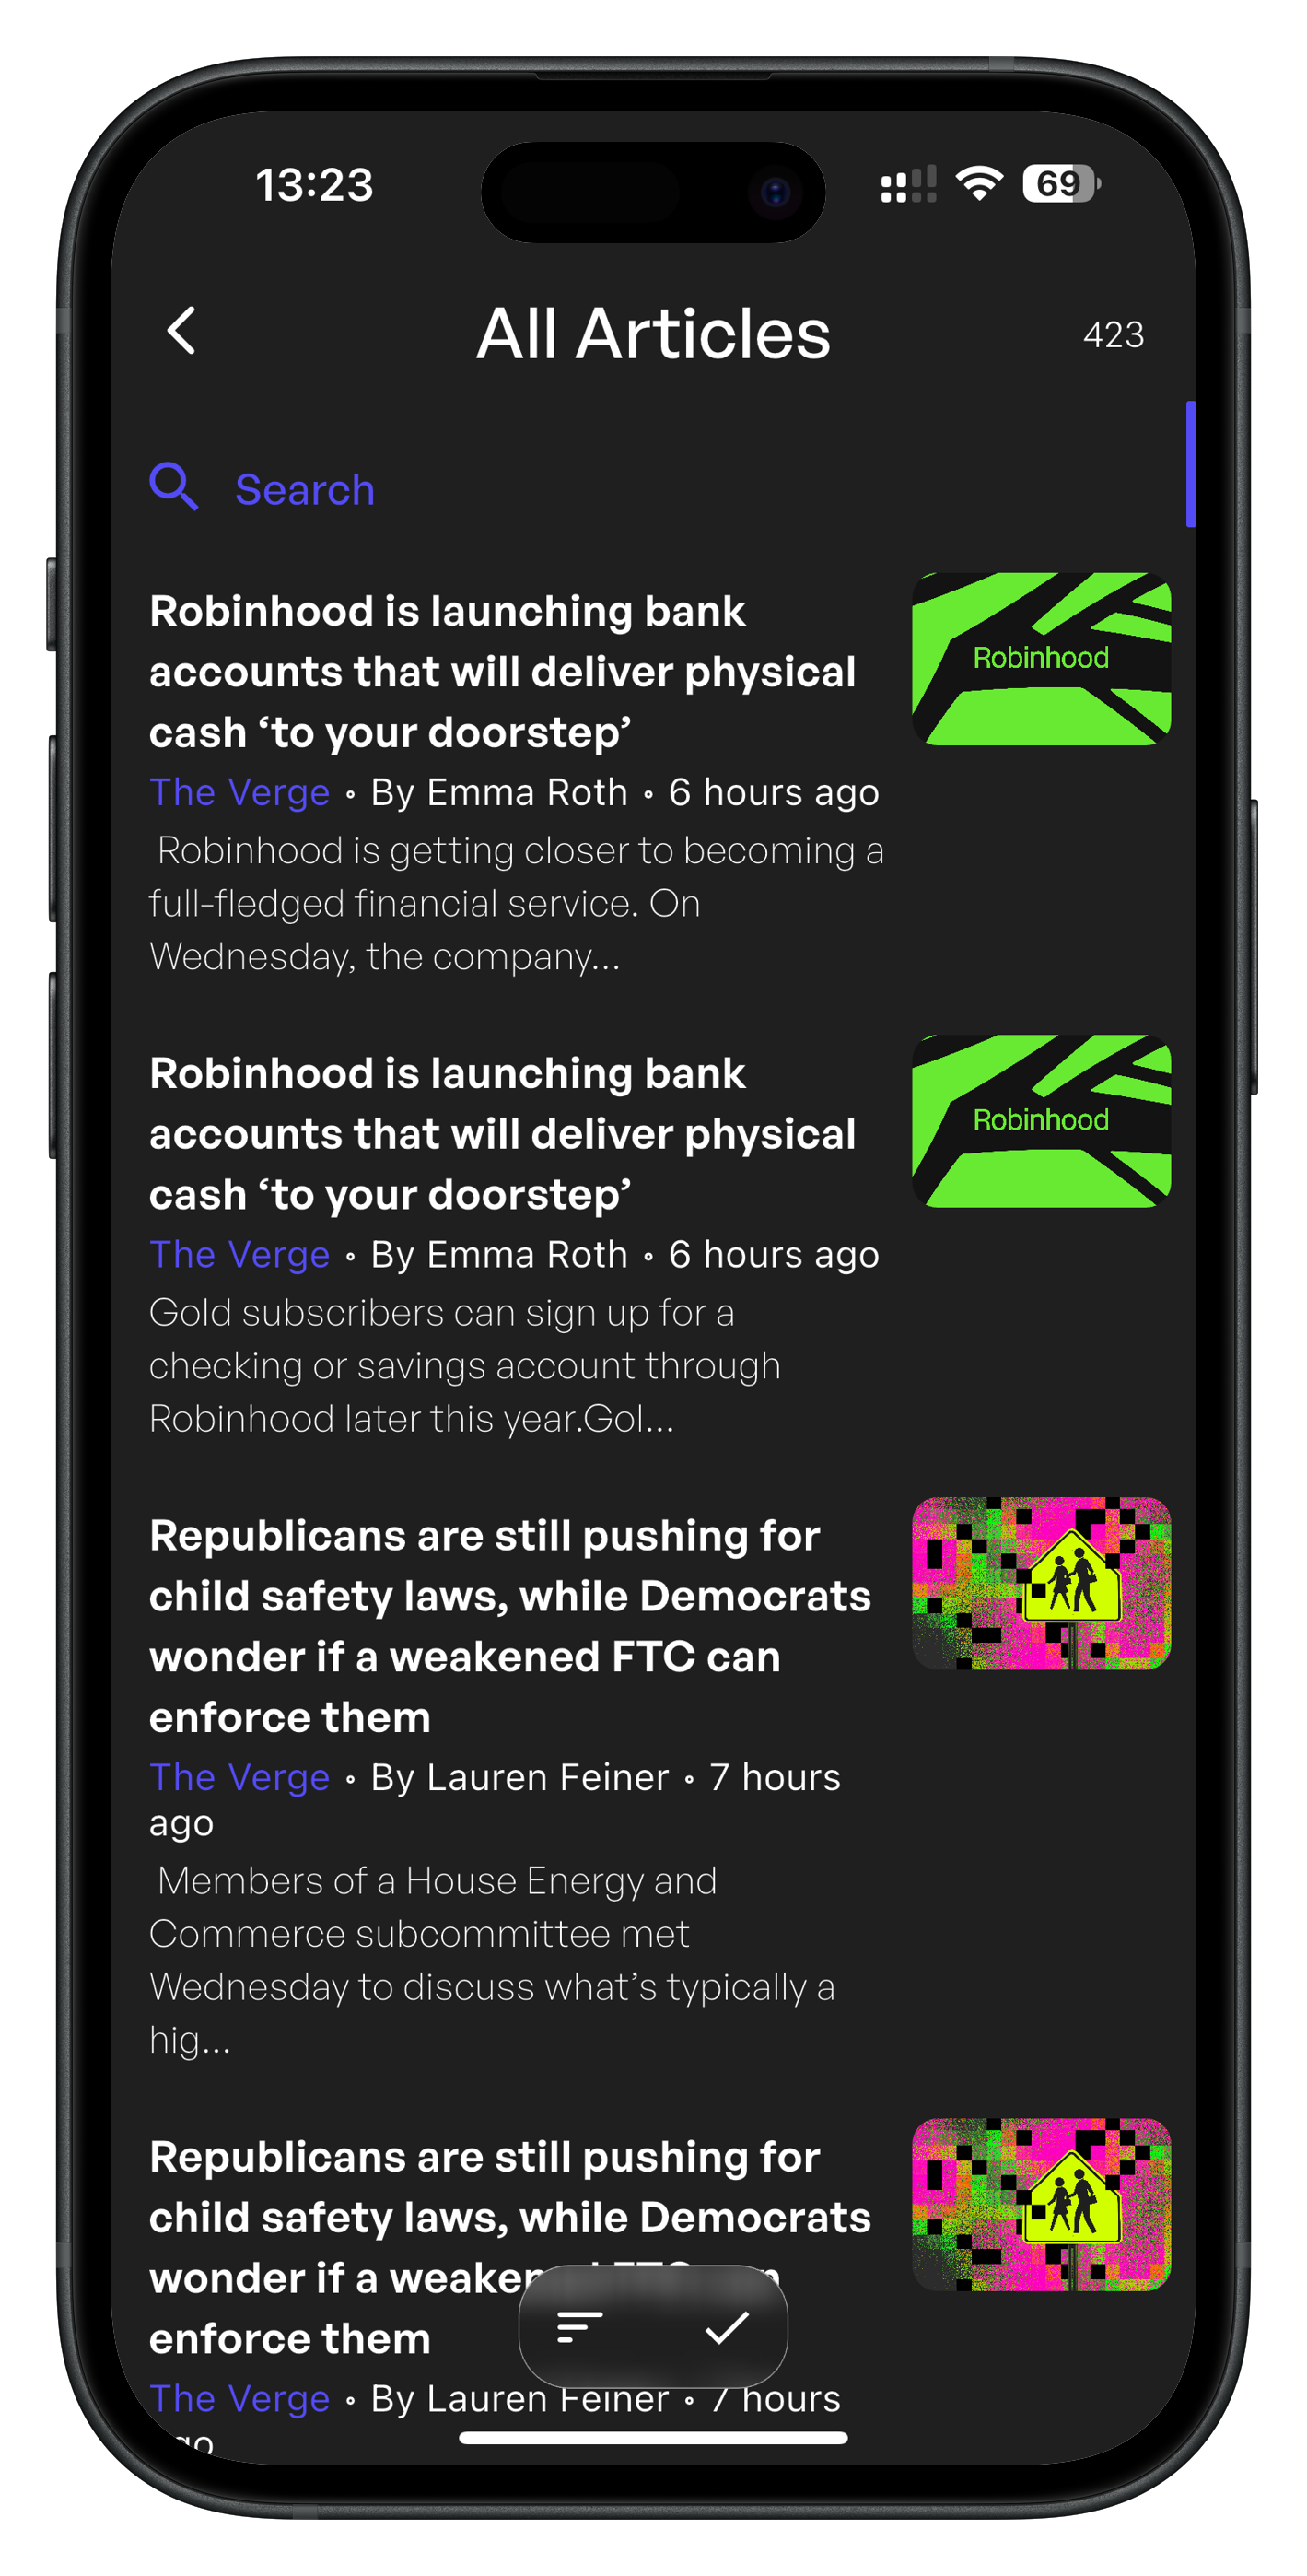 13:23
69
All Articles
423
Search
Robinhood is launching bank
accounts that will deliver physical
cash ‘to your doorstep’
Robinhood
The Verge • By Emma Roth • 6 hours ago
Robinhood is getting closer to becoming a
full-fledged financial service. On
Wednesday, the company...
Robinhood is launching bank
accounts that will deliver physical
cash ‘to your doorstep’
Robinhood
The Verge • By Emma Roth • 6 hours ago
Gold subscribers can sign up for a
checking or savings account through
Robinhood later this year.Gol...
Republicans are still pushing for
child safety laws, while Democrats
wonder if a weakened FTC can
enforce them
The Verge • By Lauren Feiner • 7 hours
ago
Members of a House Energy and
Commerce subcommittee met
Wednesday to discuss what’s typically a
hig...
Republicans are still pushing for
child safety laws, while Democrats
wonder if a
enforce them
The Verge • By Lauren Feiner • 7 hours